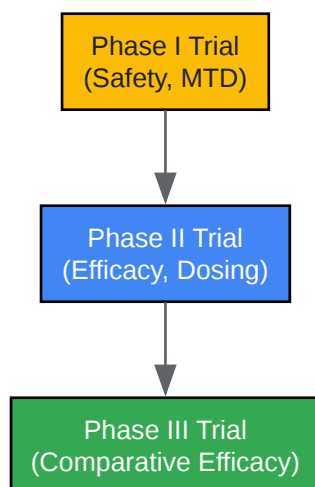 Phase I Trial
(Safety, MTD)
Phase II Trial
(Efficacy, Dosing)
Phase III Trial
(Comparative Efficacy)